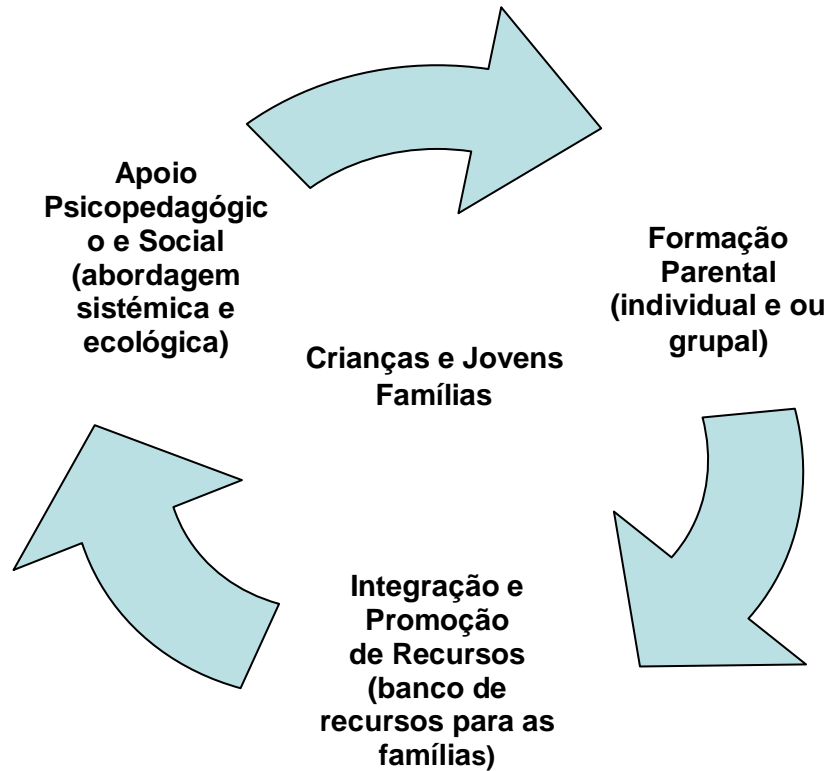 Apoio
Psicopedagógic
o e Social
(abordagem
sistémica e
ecológica)
Formação
Parental
(individual e ou
grupal)
Crianças e Jovens
Famílias
Integração e
Promoção
de Recursos
(banco de
recursos para as
famílias)